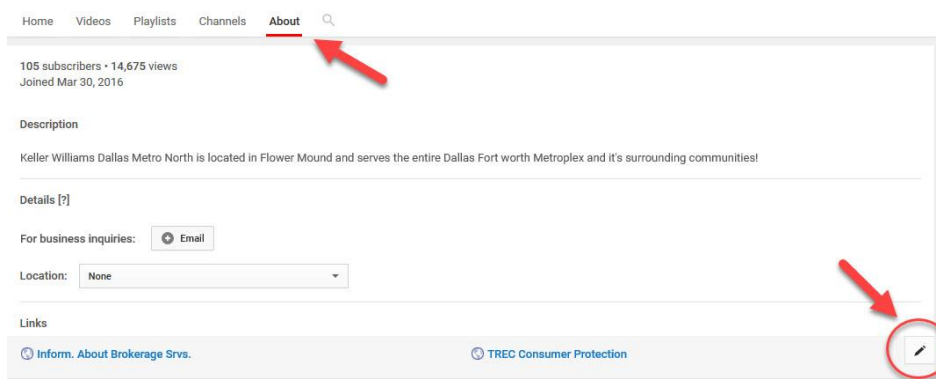 Home Videos Playlists Channels About
105 subscribers • 14,675 views
Joined Mar 30, 2016
Description
Keller Williams Dallas Metro North is located in Flower Mound and serves the entire Dallas Fort worth Metroplex and it's surrounding communities!
Details [?]
For business inquiries: Email
Location: None
Links
Inform. About Brokerage Srvs. TREC Consumer Protection